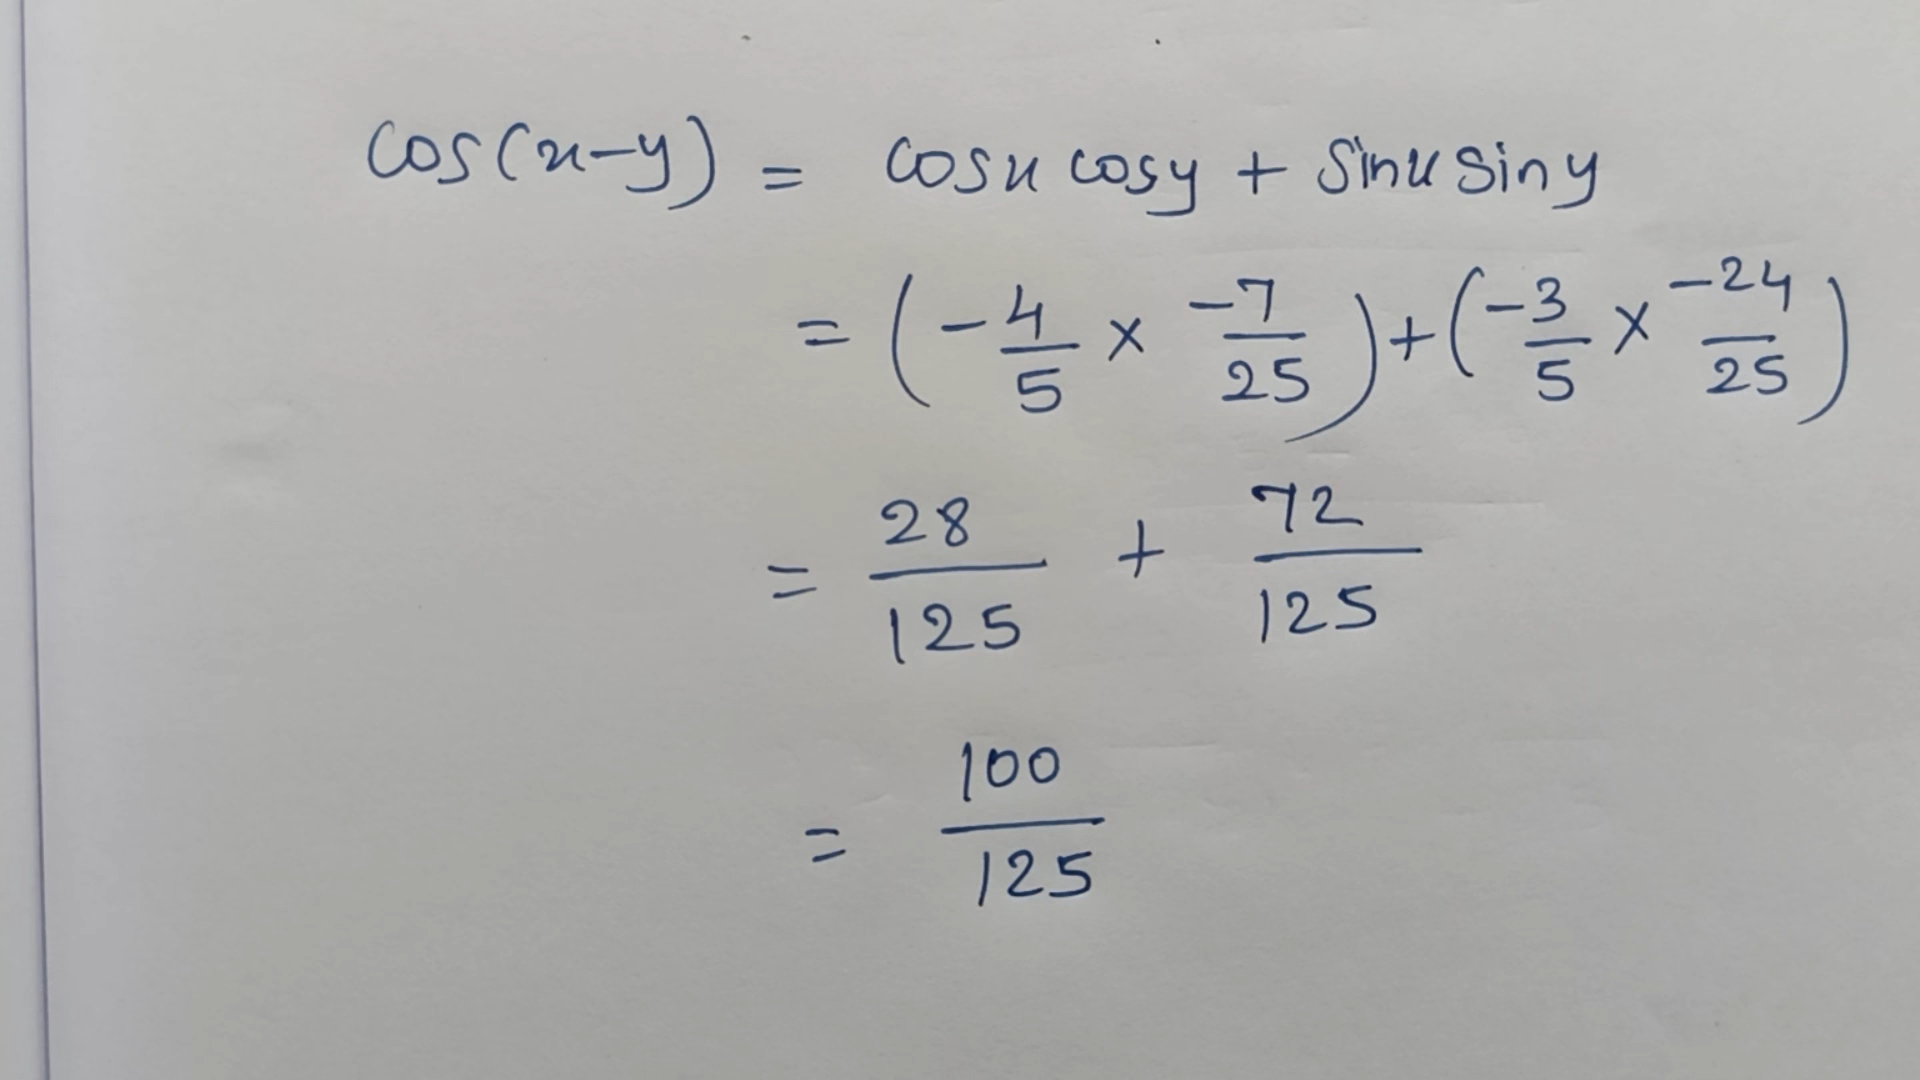 cos(x-y) = cosx cosy + sinx siny
= (-4/5 × -7/25) + (-3/5 × -24/25)
= 28/125 + 72/125
= 100/125